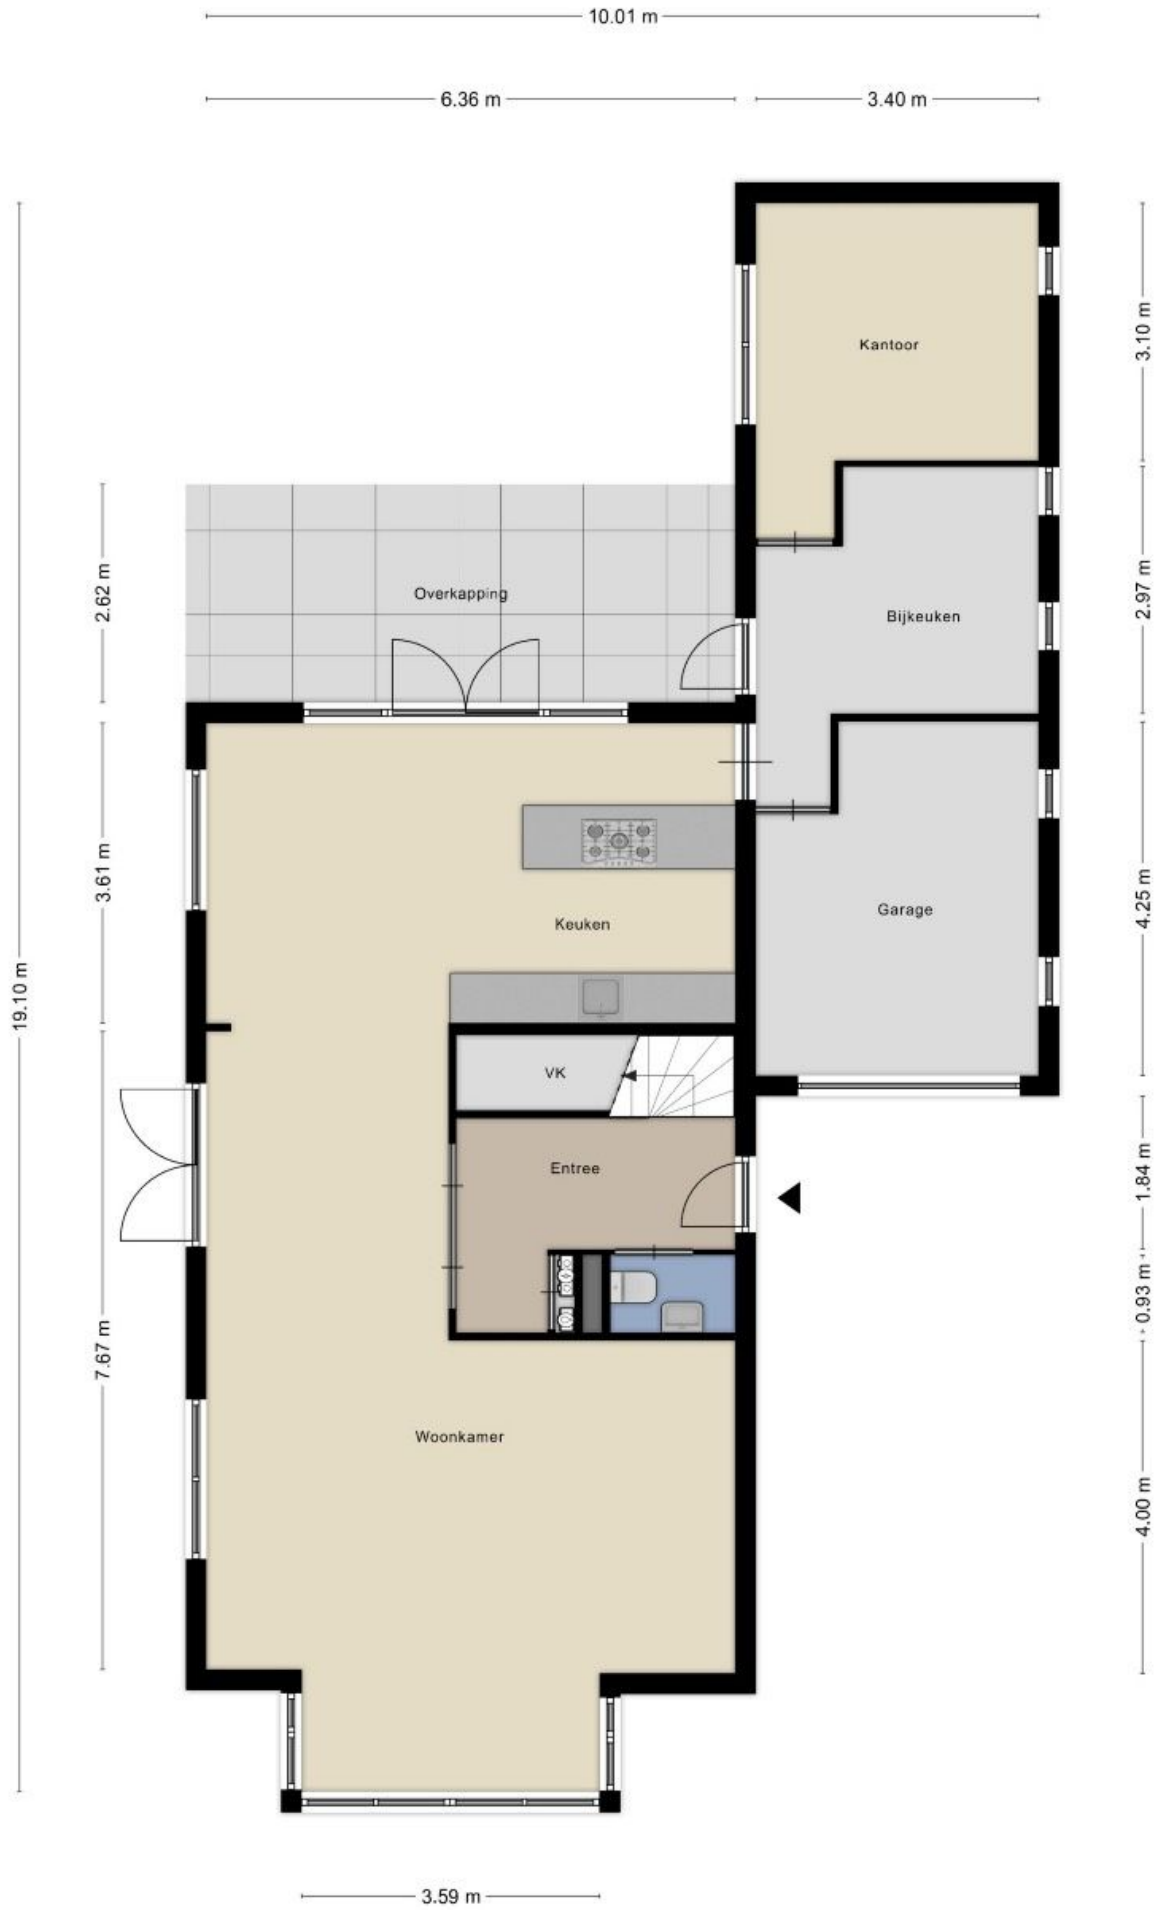 10.01 m
6.36 m
3.40 m
Kantoor
3.10 m
2.62 m
Overkapping
Bijkeuken
2.97 m
3.61 m
Keuken
Garage
4.25 m
19.10 m
VK
Entree
1.84 m
0.93 m
7.67 m
Woonkamer
4.00 m
3.59 m